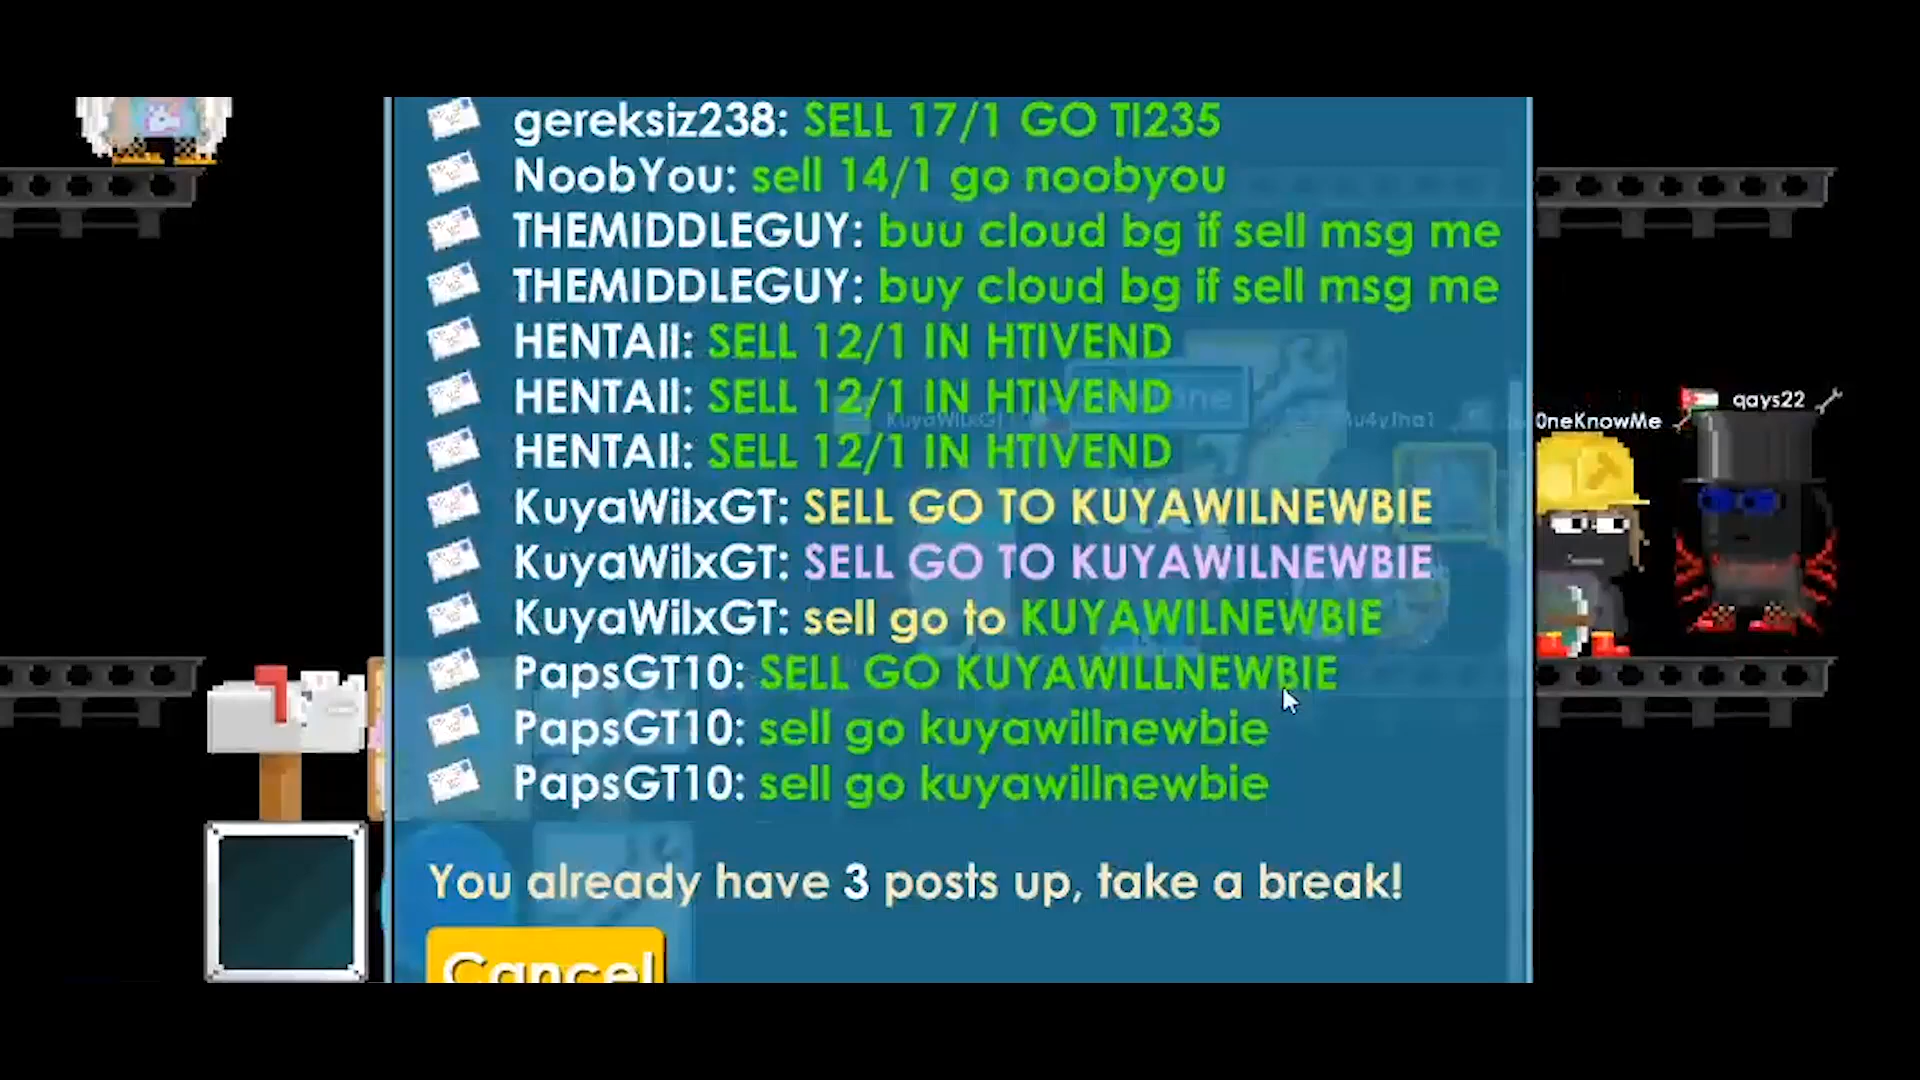 gereksiz238: SELL 17/1 GO TI235
NoobYou: sell 14/1 go noobyou
THEMIDDLEGUY: buu cloud bg if sell msg me
THEMIDDLEGUY: buy cloud bg if sell msg me
HENTAII: SELL 12/1 IN HTIVEND
HENTAII: SELL 12/1 IN HTIVEND
HENTAII: SELL 12/1 IN HTIVEND
KuyaWilxGT: SELL GO TO KUYAWILNEWBIE
KuyaWilxGT: SELL GO TO KUYAWILNEWBIE
KuyaWilxGT: sell go to KUYAWILNEWBIE
PapsGT10: SELL GO KUYAWILLNEWBIE
PapsGT10: sell go kuyawillnewbie
PapsGT10: sell go kuyawillnewbie
You already have 3 posts up, take a break!
Cancel
KuyaWilxGT
0neKnowMe
qays22